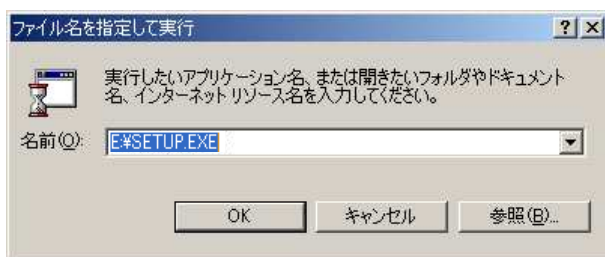 ファイル名を指定して実行
実行したいアプリケーション名、または開きたいフォルダやドキュメント
名、インターネット リソース名を入力してください。
名前(O): E:¥SETUP.EXE
OK キャンセル 参照(B)...